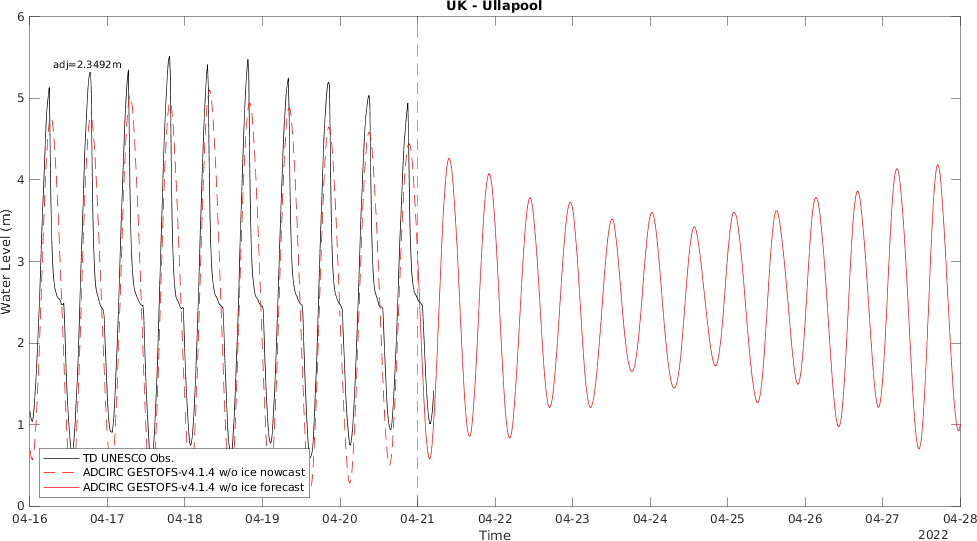 UK - Ullapool
adj=2.3492m
6
5
4
3
2
1
0
Water Level (m)
TD UNESCO Obs.
ADCIRC GESTOFS-v4.1.4 w/o ice nowcast
ADCIRC GESTOFS-v4.1.4 w/o ice forecast
04-16 04-17 04-18 04-19 04-20 04-21 04-22 04-23 04-24 04-25 04-26 04-27 04-28
Time
2022